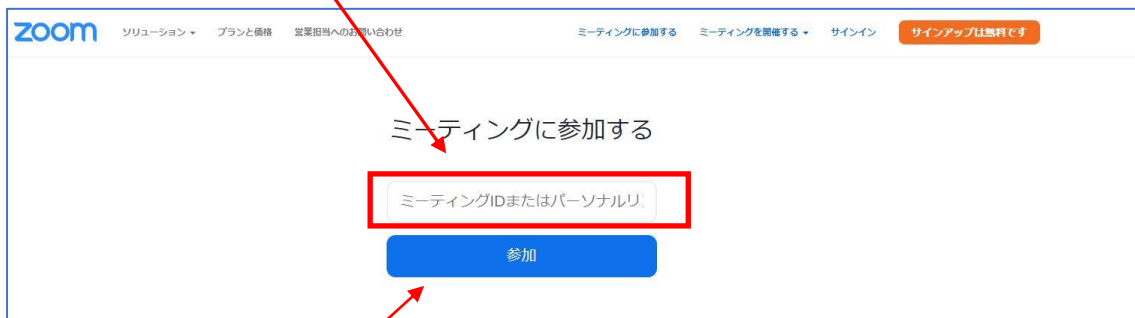 zoom ソリューション プランと価格 営業担当へのお問い合わせ ミーティングに参加する ミーティングを開催する サインイン サインアップは無料です
ミーティングに参加する
ミーティングIDまたはパーソナルリ
参加